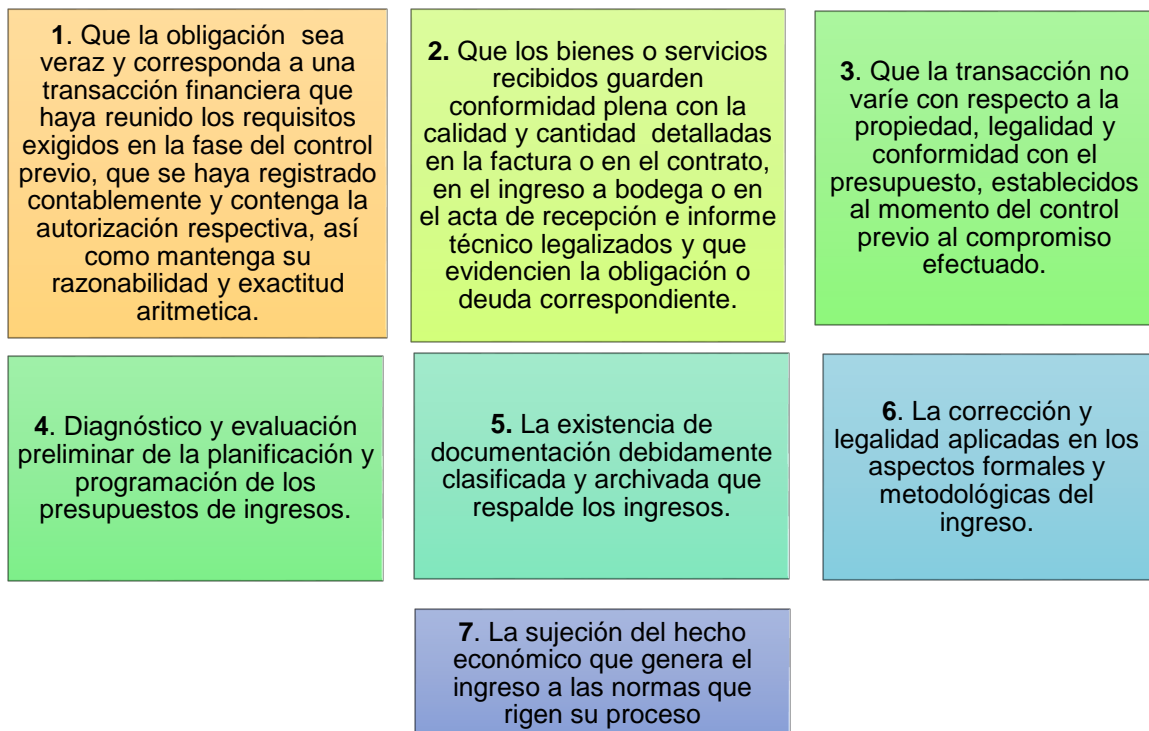 1. Que la obligación  sea
veraz y corresponda a una
transacción financiera que
haya reunido los requisitos
exigidos en la fase del control
previo, que se haya registrado
contablemente y contenga la
autorización respectiva, así
como mantenga su
razonabilidad y exactitud
aritmetica.
2. Que los bienes o servicios
recibidos guarden
conformidad plena con la
calidad y cantidad  detalladas
en la factura o en el contrato,
en el ingreso a bodega o en
el acta de recepción e informe
técnico legalizados y que
evidencien la obligación o
deuda correspondiente.
3. Que la transacción no
varíe con respecto a la
propiedad, legalidad y
conformidad con el
presupuesto, establecidos
al momento del control
previo al compromiso
efectuado.
4. Diagnóstico y evaluación
preliminar de la planificación y
programación de los
presupuestos de ingresos.
5. La existencia de
documentación debidamente
clasificada y archivada que
respalde los ingresos.
6. La corrección y
legalidad aplicadas en los
aspectos formales y
metodológicas del
ingreso.
7. La sujeción del hecho
económico que genera el
ingreso a las normas que
rigen su proceso